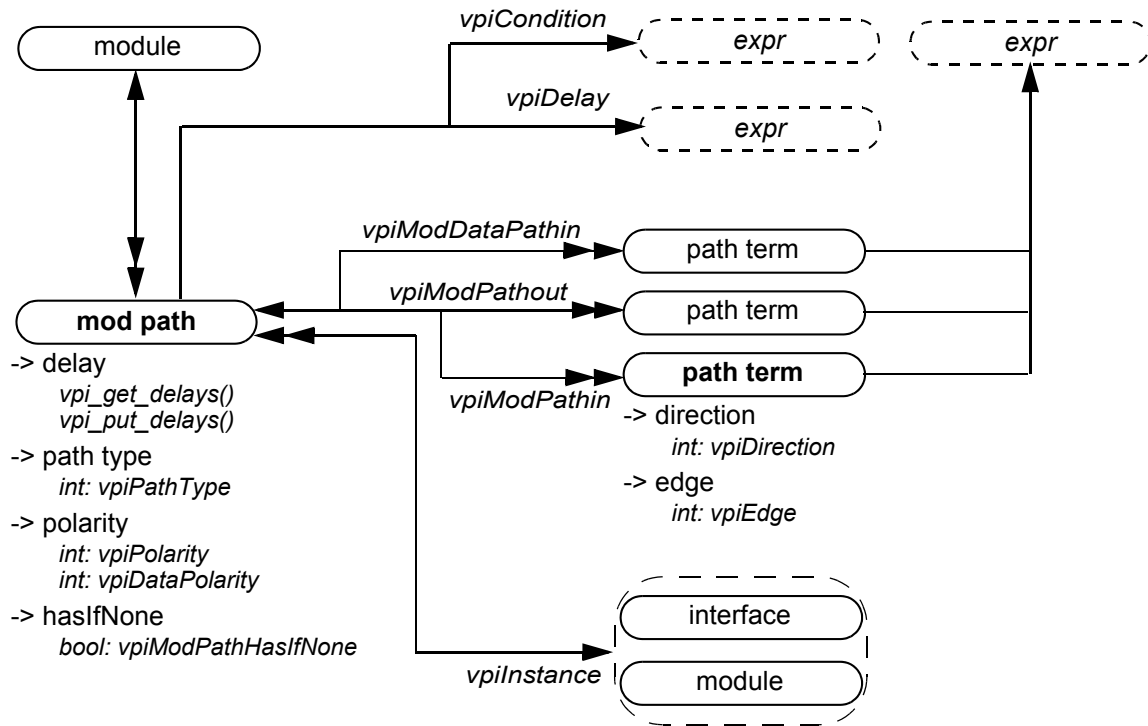 vpiCondition
module
expr
expr
vpiDelay
expr
vpiModDataPathin
path term
vpiModPathout
path term
mod path
path term
vpiModPathin
-> delay
vpi_get_delays()
vpi_put_delays()
-> path type
int: vpiPathType
-> polarity
int: vpiPolarity
int: vpiDataPolarity
-> hasIfNone
bool: vpiModPathHasIfNone
-> direction
int: vpiDirection
-> edge
int: vpiEdge
interface
vpiInstance
module